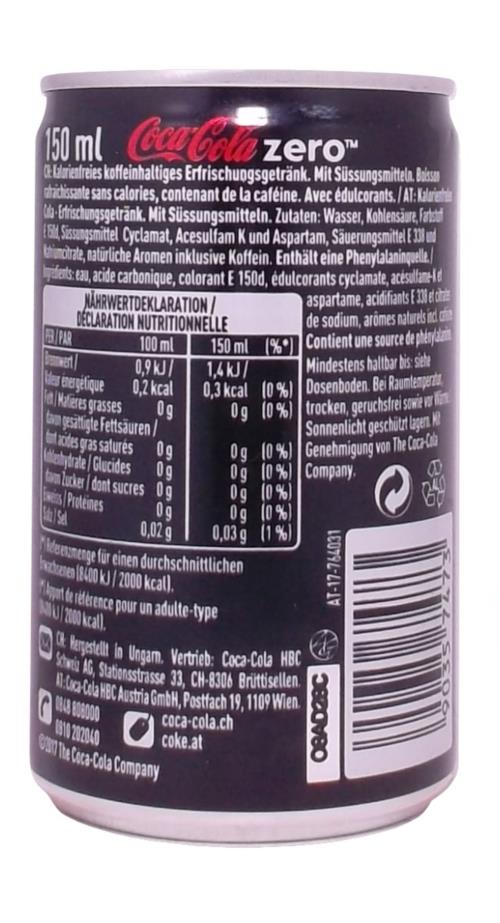 150 ml Coca-Cola zero™
CH: Kalorienfreies koffeinhaltiges Erfrischungsgetränk. Mit Süssungsmitteln. Boisson
rafraîchissante sans calories, contenant de la caféine. Avec édulcorants. / AT: Kalorienfreies
Cola-Erfrischungsgetränk. Mit Süssungsmitteln. Zutaten: Wasser, Kohlensäure, Farbstoff
E 150d, Süssungsmittel Cyclamat, Acesulfam K und Aspartam, Säuerungsmittel E 338 und
Natriumcitrate, natürliche Aromen inklusive Koffein. Enthält eine Phenylalaninquelle. /
Ingrédients: eau, acide carbonique, colorant E 150d, édulcorants cyclamate, acésulfame-K et
aspartame, acidifiants E 338 et citrates
de sodium, arômes naturels incl. caféine.
Contient une source de phénylalanine.
Mindestens haltbar bis: siehe
Dosenboden. Bei Raumtemperatur,
trocken, geruchsfrei sowie vor Wärme
Sonnenlicht geschützt lagern. Mit
Genehmigung von The Coca-Cola
Company.
NÄHRWERTDEKLARATION /
DÉCLARATION NUTRITIONNELLE
PER/PAR 100 ml 150 ml (%*)
Brennwert / 0,9 kJ / 1,4 kJ /
Valeur énergétique 0,2 kcal 0,3 kcal (0 %)
Fett / Matières grasses 0 g 0 g (0 %)
davon gesättigte Fettsäuren /
dont acides gras saturés 0 g 0 g (0 %)
Kohlenhydrate / Glucides 0 g 0 g (0 %)
davon Zucker / dont sucres 0 g 0 g (0 %)
Eiweiss / Protéines 0 g 0 g (0 %)
Salz / Sel 0,02 g 0,03 g (1 %)
*) Referenzmenge für einen durchschnittlichen
Erwachsenen (8400 kJ / 2000 kcal).
*) Apport de référence pour un adulte-type
(8400 kJ / 2000 kcal).
CH: Hergestellt in Ungarn. Vertrieb: Coca-Cola HBC
Schweiz AG, Stationsstrasse 33, CH-8306 Brüttisellen.
AT: Coca-Cola HBC Austria GmbH, Postfach 19, 1109 Wien.
0848 808000
0810 202040
coca-cola.ch
coke.at
©2017 The Coca-Cola Company
AL
AT-17-764031
08AD28C